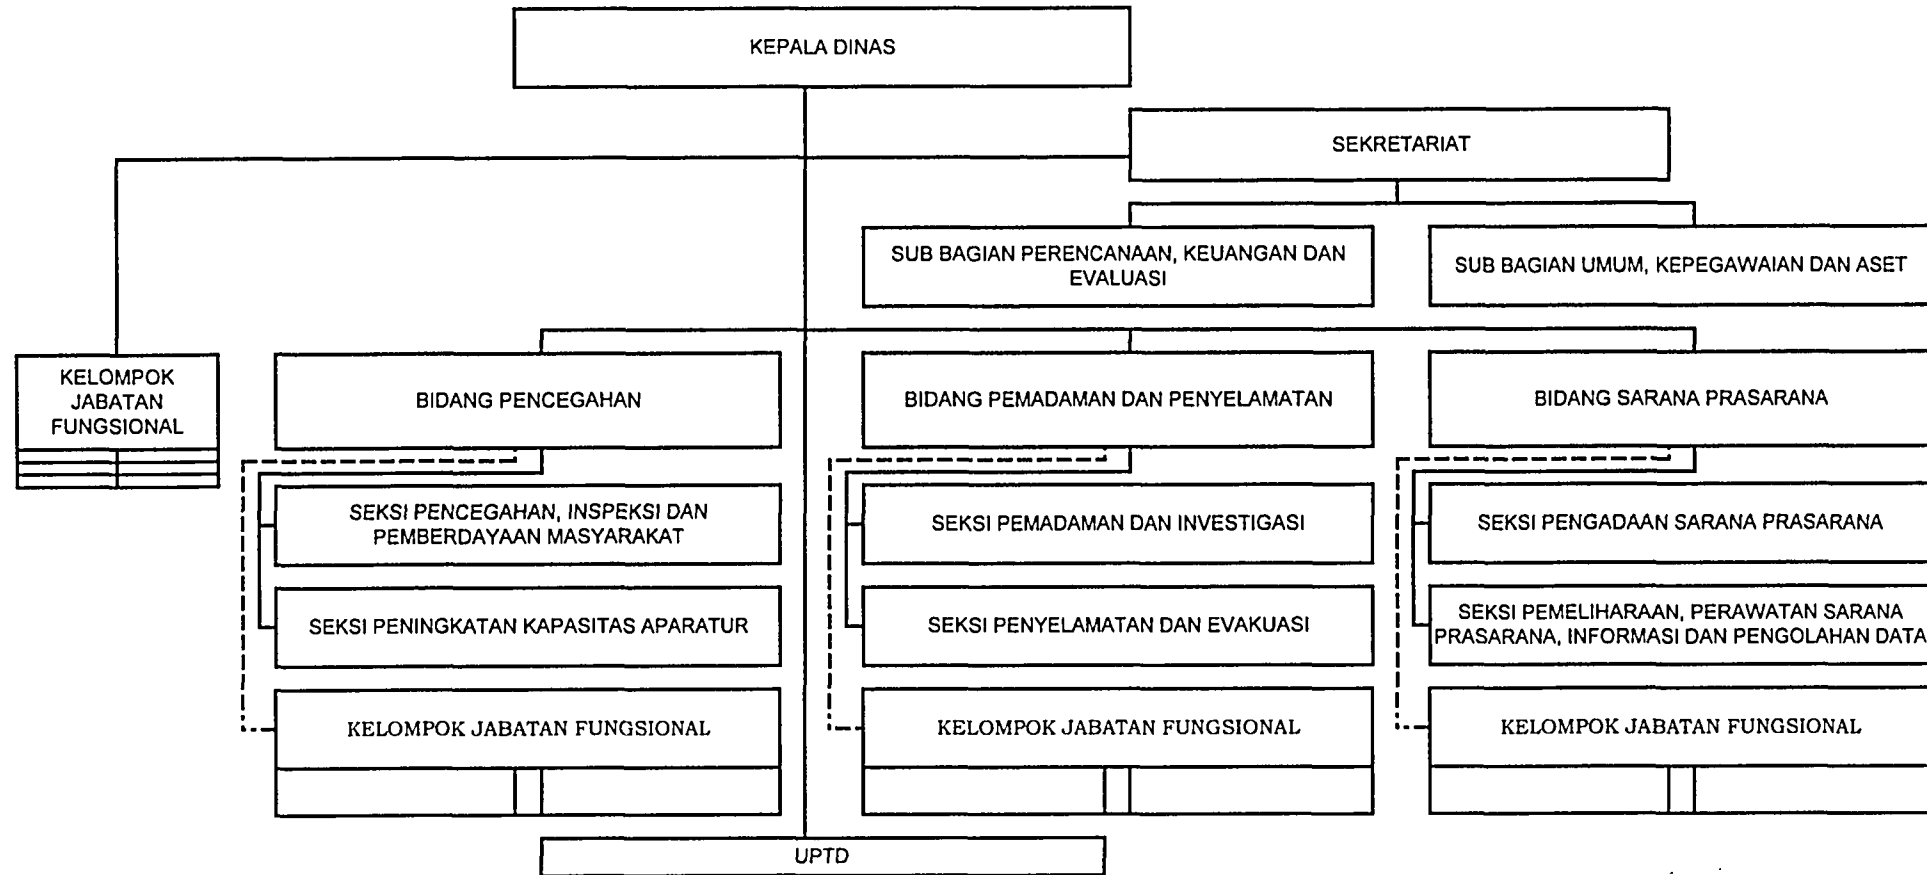 KEPALA DINAS
SEKRETARIAT
SUB BAGIAN PERENCANAAN, KEUANGAN DAN
EVALUASI
SUB BAGIAN UMUM, KEPEGAWAIAN DAN ASET
KELOMPOK
JABATAN
FUNGSIONAL
BIDANG PENCEGAHAN
BIDANG PEMADAMAN DAN PENYELAMATAN
BIDANG SARANA PRASARANA
SEKSI PENCEGAHAN, INSPEKSI DAN
PEMBERDAYAAN MASYARAKAT
SEKSI PEMADAMAN DAN INVESTIGASI
SEKSI PENGADAAN SARANA PRASARANA
SEKSI PENINGKATAN KAPASITAS APARATUR
SEKSI PENYELAMATAN DAN EVAKUASI
SEKSI PEMELIHARAAN, PERAWATAN SARANA
PRASARANA, INFORMASI DAN PENGOLAHAN DATA
KELOMPOK JABATAN FUNGSIONAL
KELOMPOK JABATAN FUNGSIONAL
KELOMPOK JABATAN FUNGSIONAL
UPTD